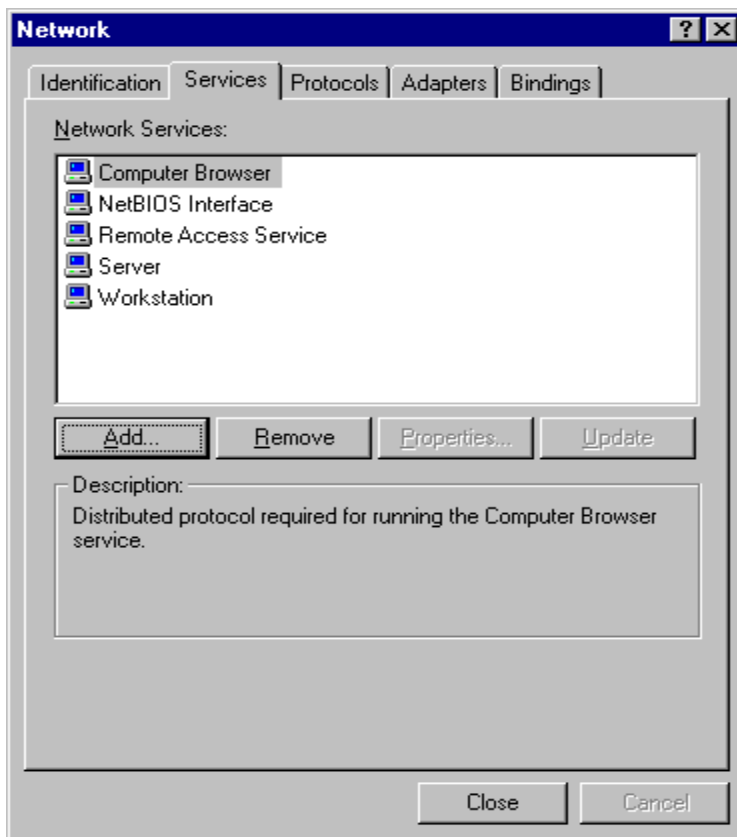 Network
Identification Services Protocols Adapters Bindings
Network Services:
Computer Browser
NetBIOS Interface
Remote Access Service
Server
Workstation
Add... Remove Properties... Update
Description:
Distributed protocol required for running the Computer Browser
service.
Close Cancel